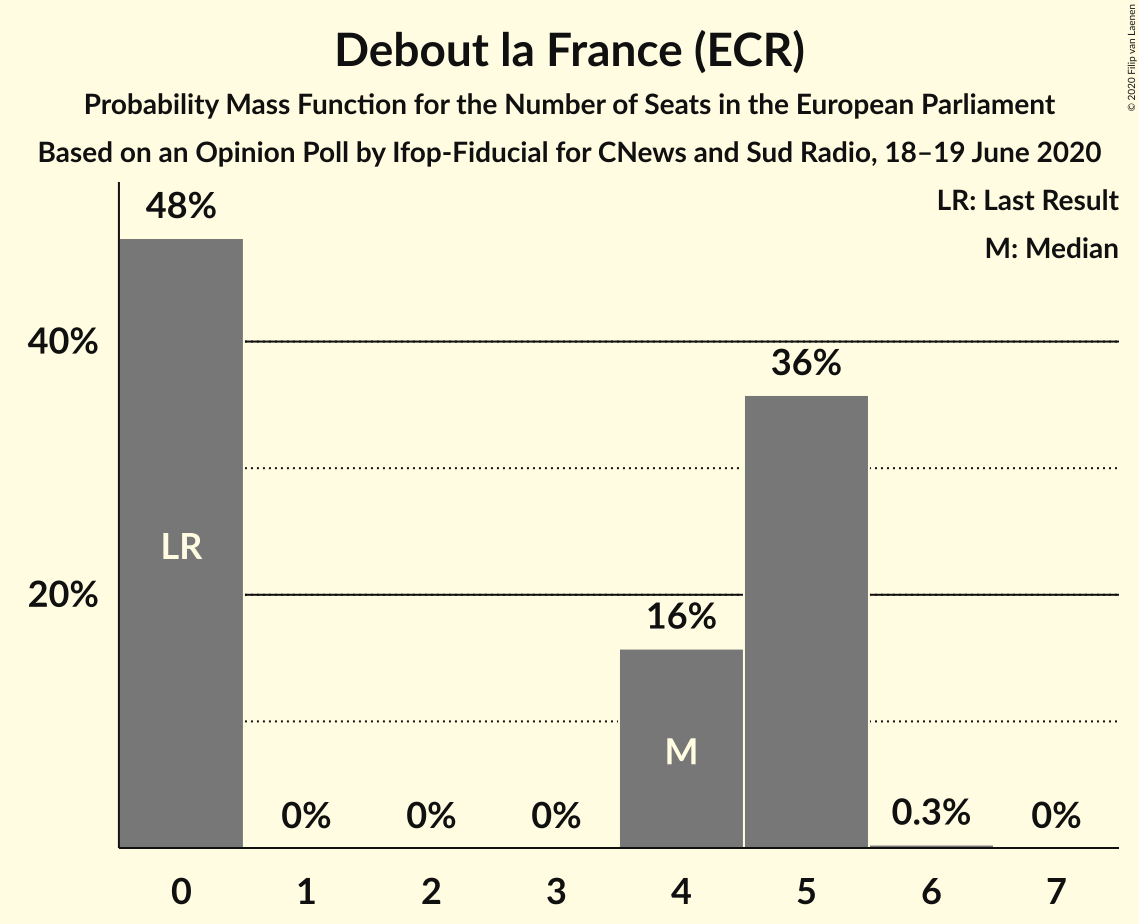 Debout la France (ECR)
Probability Mass Function for the Number of Seats in the European Parliament
Based on an Opinion Poll by Ifop-Fiducial for CNews and Sud Radio, 18–19 June 2020
© 2020 Filip van Laenen
LR: Last Result
M: Median
48%
40%
36%
LR
20%
16%
M
0% 0% 0% 0.3% 0%
0 1 2 3 4 5 6 7